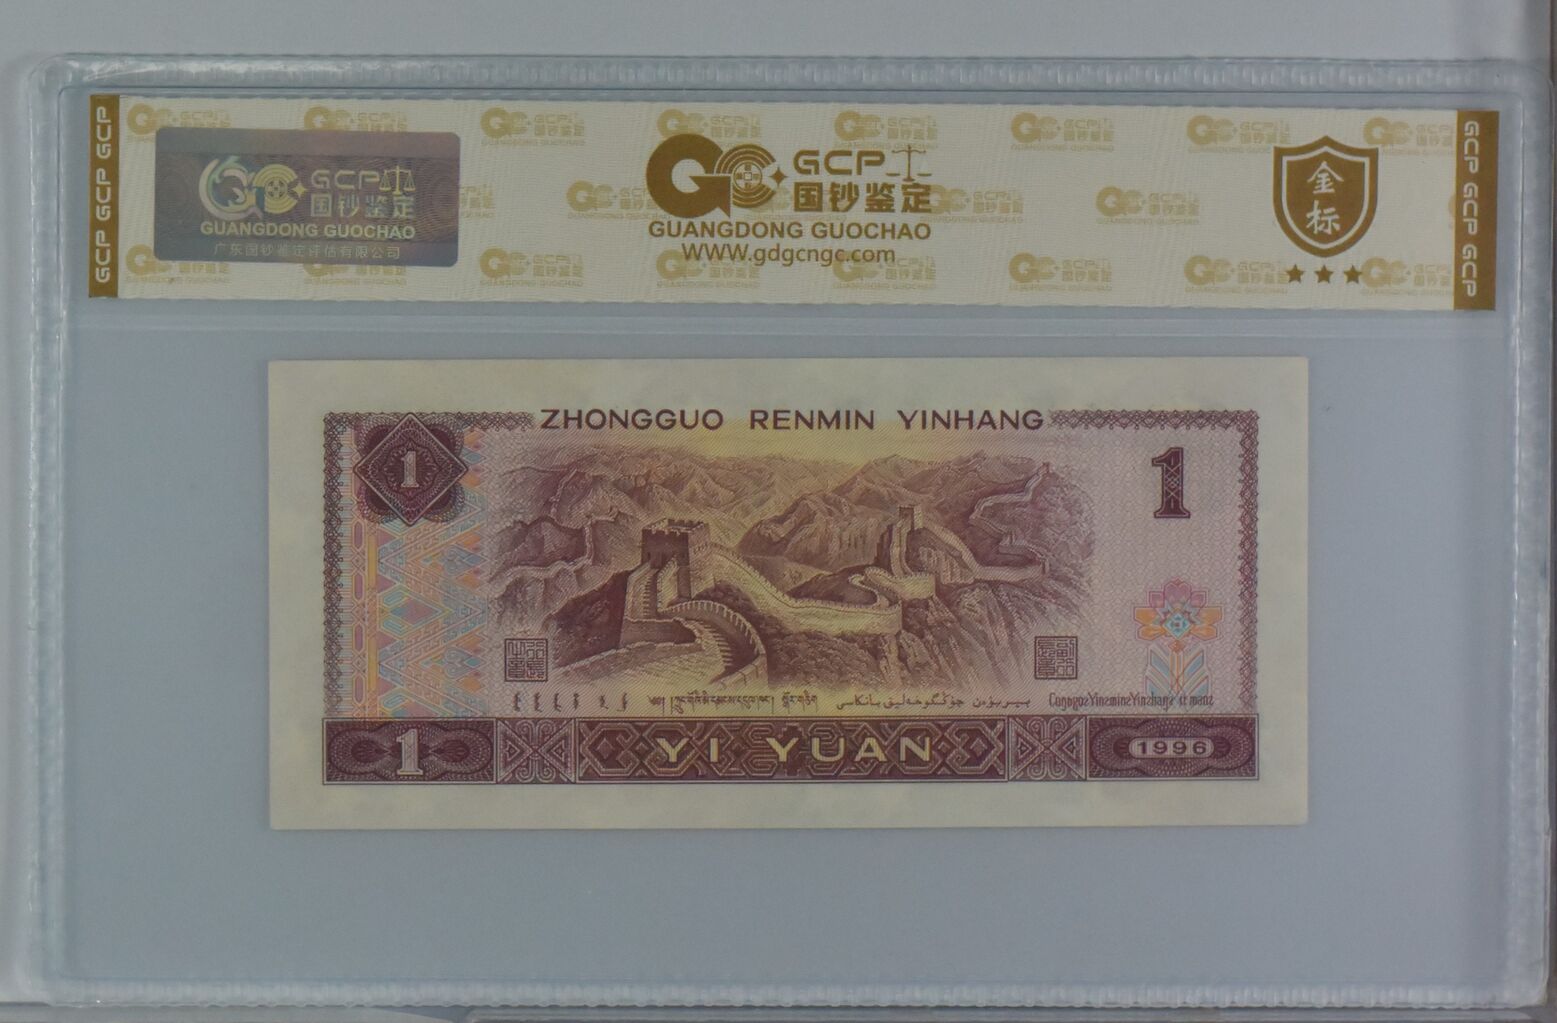 GCP GCP GCP
GCP
国钞鉴定
GUANGDONG GUOCHAO
广东国钞鉴定评估有限公司
GCP
国钞鉴定
GUANGDONG GUOCHAO
WWW.gdgcngc.com
金标
GCP GCP GCP
ZHONGGUO RENMIN YINHANG
1
1
1
YI YUAN
1996